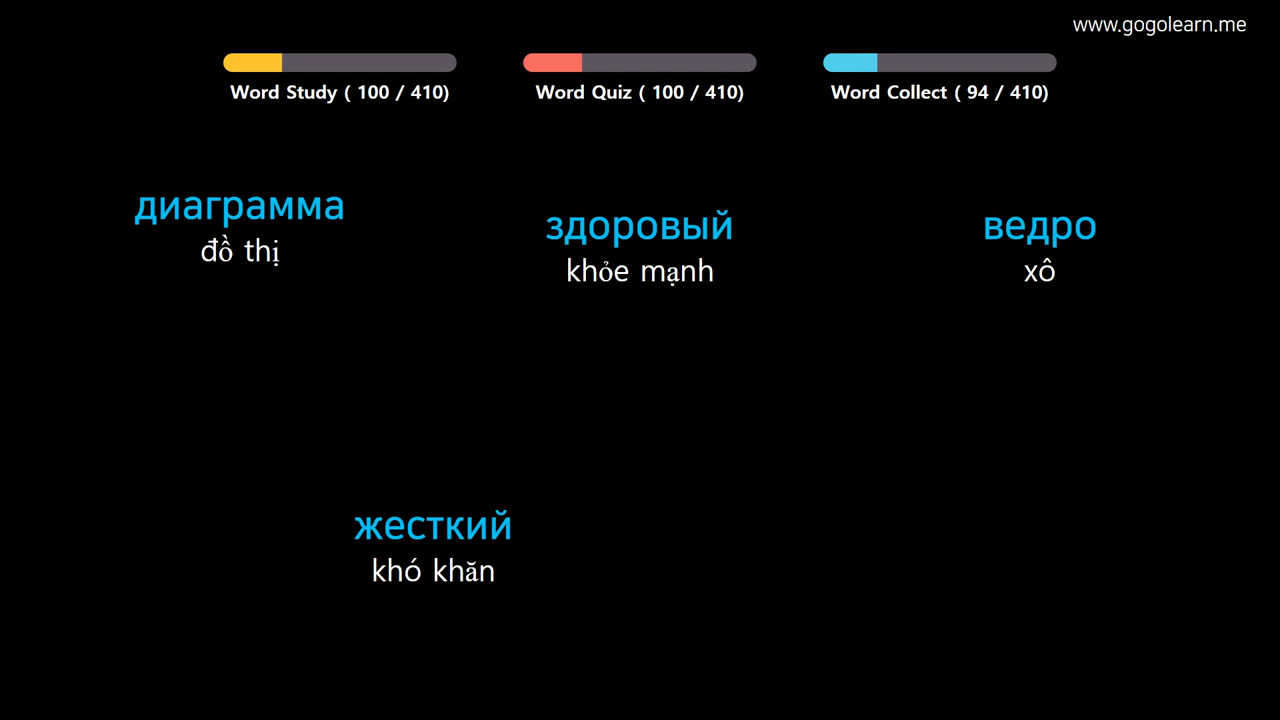 www.gogolearn.me
Word Study ( 100 / 410)
Word Quiz ( 100 / 410)
Word Collect ( 94 / 410)
диаграмма
đồ thị
здоровый
khỏe mạnh
ведро
xô
жесткий
khó khăn